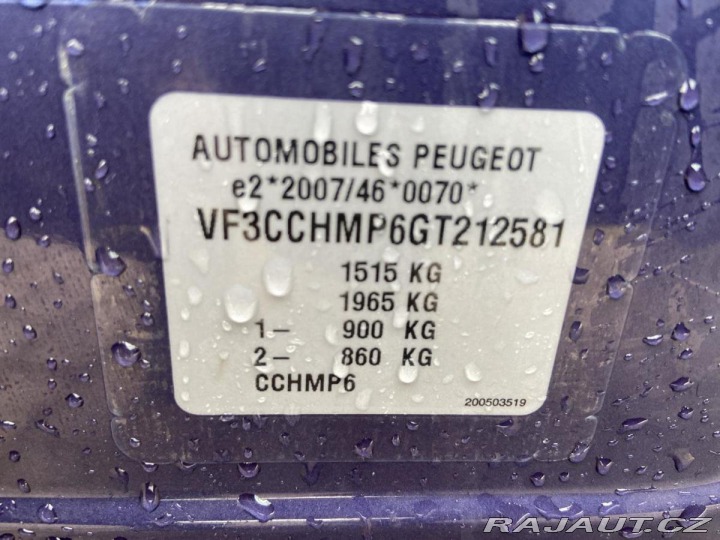 AUTOMOBILES PEUGEOT
e2*2007/46*0070*
VF3CCHMP6GT212581
1515 KG
1965 KG
1- 900 KG
2- 860 KG
CCHMP6
200503519
RAJAUT.CZ